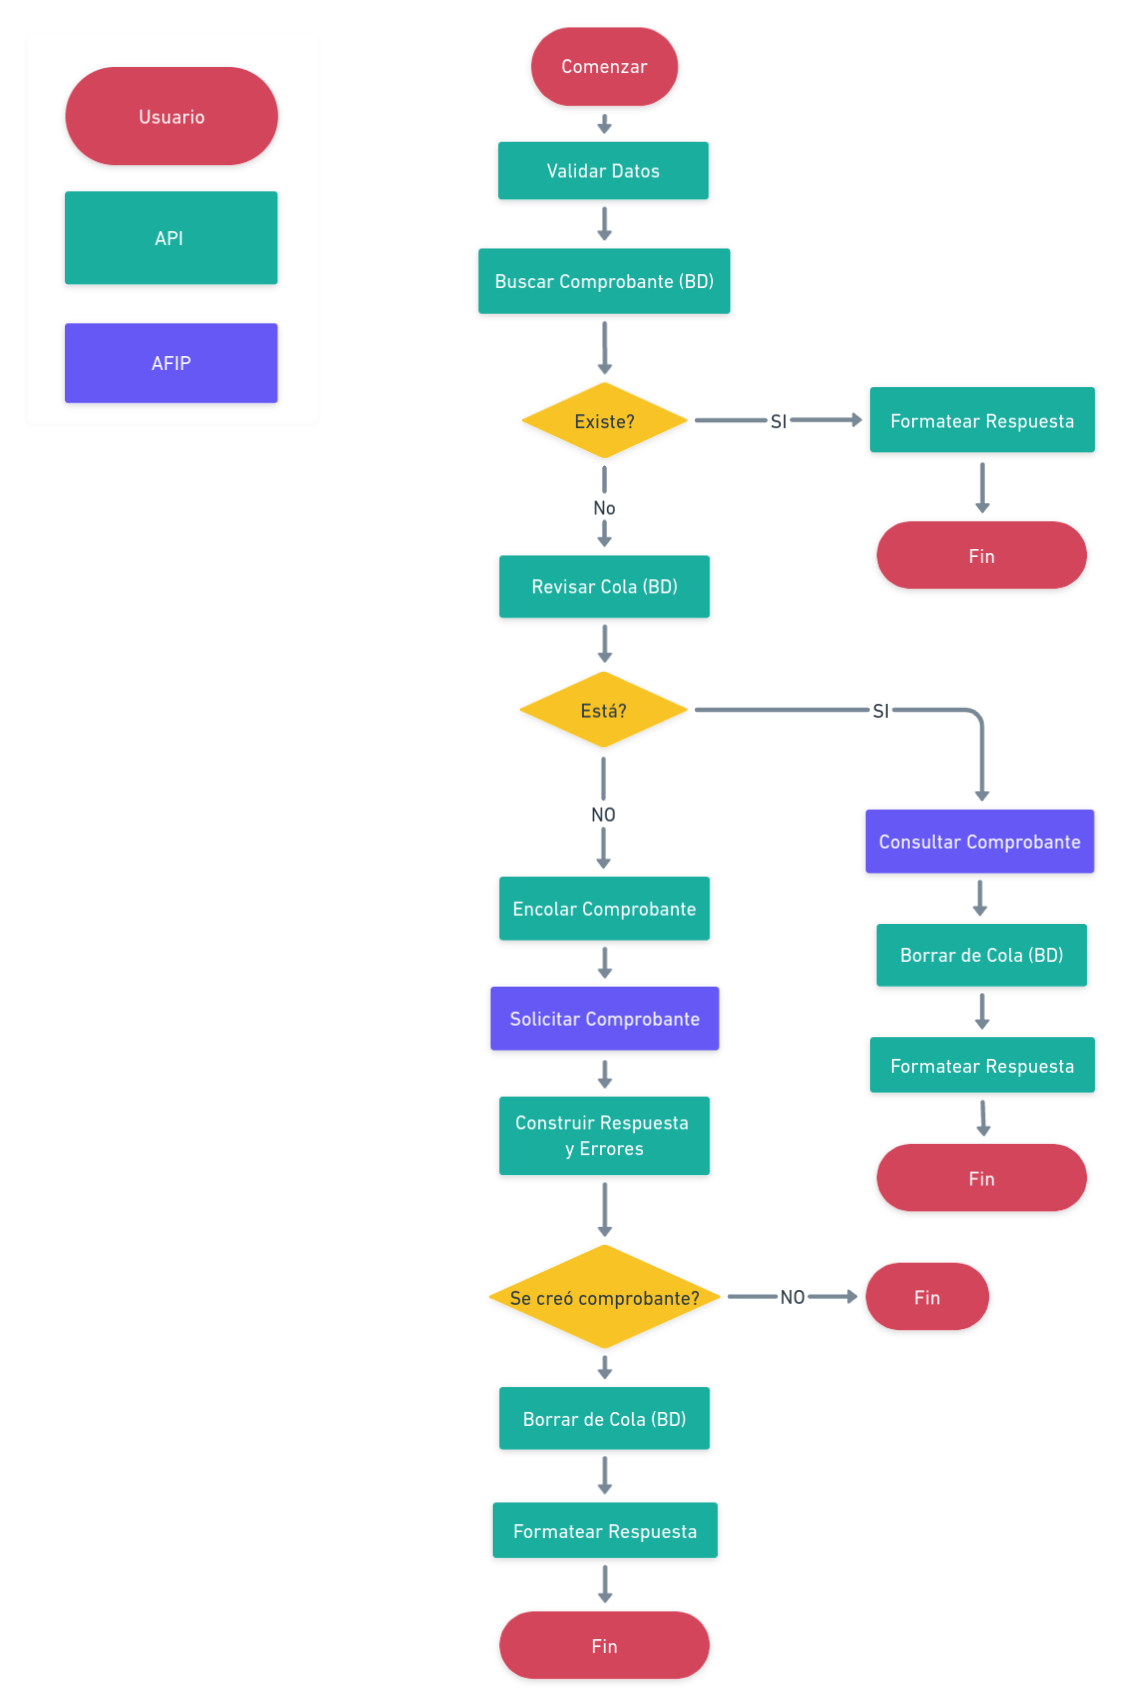 Usuario
API
AFIP
Comenzar
Validar Datos
Buscar Comprobante (BD)
Existe?
SI
Formatear Respuesta
Fin
No
Revisar Cola (BD)
Está?
SI
Consultar Comprobante
Borrar de Cola (BD)
Formatear Respuesta
Fin
NO
Encolar Comprobante
Solicitar Comprobante
Construir Respuesta
y Errores
Se creó comprobante?
NO
Fin
Borrar de Cola (BD)
Formatear Respuesta
Fin